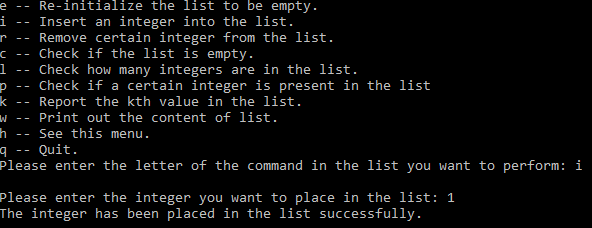 e -- Re-initialize the list to be empty.
i -- Insert an integer into the list.
r -- Remove certain integer from the list.
c -- Check if the list is empty.
l -- Check how many integers are in the list.
p -- Check if a certain integer is present in the list
k -- Report the kth value in the list.
w -- Print out the content of list.
h -- See this menu.
q -- Quit.
Please enter the letter of the command in the list you want to perform: i
Please enter the integer you want to place in the list: 1
The integer has been placed in the list successfully.